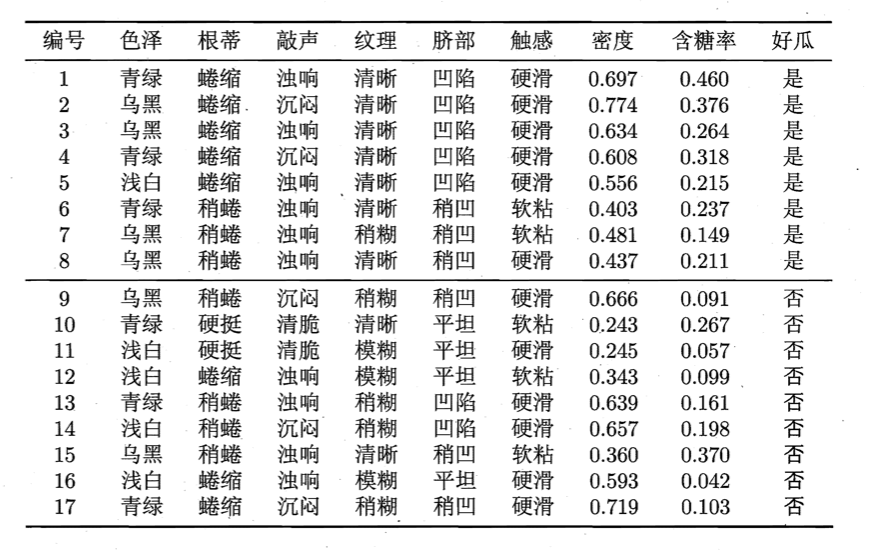 编号 色泽 根蒂 敲声 纹理 脐部 触感 密度 含糖率 好瓜
1 青绿 蜷缩 浊响 清晰 凹陷 硬滑 0.697 0.460 是
2 乌黑 蜷缩 沉闷 清晰 凹陷 硬滑 0.774 0.376 是
3 乌黑 蜷缩 浊响 清晰 凹陷 硬滑 0.634 0.264 是
4 青绿 蜷缩 沉闷 清晰 凹陷 硬滑 0.608 0.318 是
5 浅白 蜷缩 浊响 清晰 凹陷 硬滑 0.556 0.215 是
6 青绿 稍蜷 浊响 清晰 稍凹 软粘 0.403 0.237 是
7 乌黑 稍蜷 浊响 稍糊 稍凹 软粘 0.481 0.149 是
8 乌黑 稍蜷 浊响 清晰 稍凹 硬滑 0.437 0.211 是
9 乌黑 稍蜷 沉闷 稍糊 稍凹 硬滑 0.666 0.091 否
10 青绿 硬挺 清脆 清晰 平坦 软粘 0.243 0.267 否
11 浅白 硬挺 清脆 模糊 平坦 硬滑 0.245 0.057 否
12 浅白 蜷缩 浊响 模糊 平坦 软粘 0.343 0.099 否
13 青绿 稍蜷 浊响 稍糊 凹陷 硬滑 0.639 0.161 否
14 浅白 稍蜷 沉闷 稍糊 凹陷 硬滑 0.657 0.198 否
15 乌黑 稍蜷 浊响 清晰 稍凹 软粘 0.360 0.370 否
16 浅白 蜷缩 浊响 模糊 平坦 硬滑 0.593 0.042 否
17 青绿 蜷缩 沉闷 稍糊 稍凹 硬滑 0.719 0.103 否